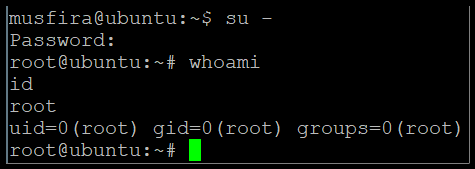 musfira@ubuntu:~$ su -
Password:
root@ubuntu:~# whoami
id
root
uid=0(root) gid=0(root) groups=0(root)
root@ubuntu:~#